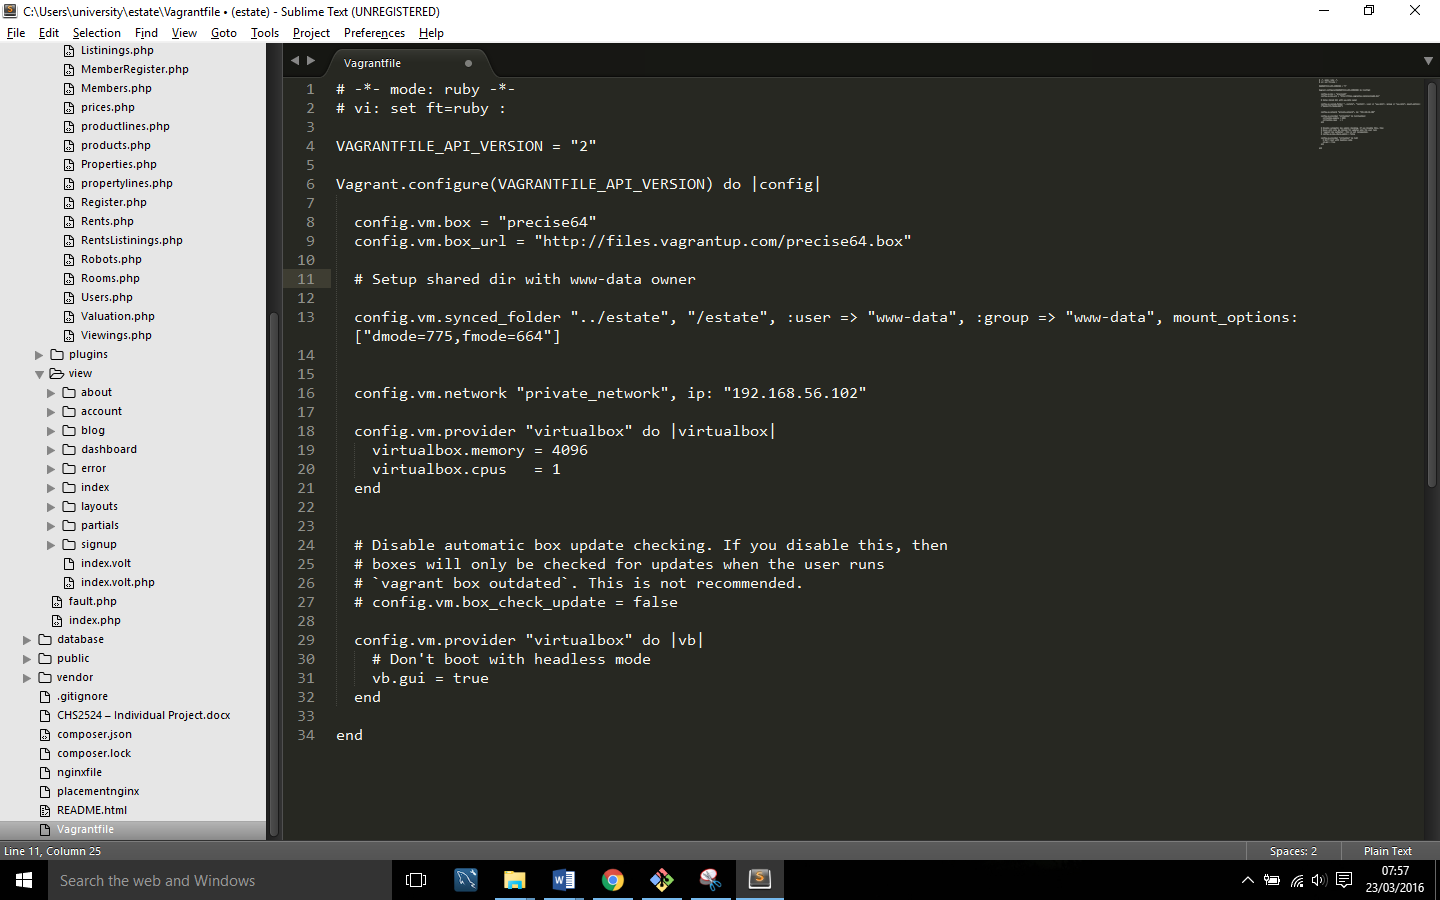 C:\Users\university\estate\Vagrantfile • (estate) - Sublime Text (UNREGISTERED)
File Edit Selection Find View Goto Tools Project Preferences Help
Listinings.php
MemberRegister.php
Members.php
prices.php
productlines.php
products.php
Properties.php
propertylines.php
Register.php
Rents.php
RentsListinings.php
Robots.php
Rooms.php
Users.php
Valuation.php
Viewings.php
plugins
view
about
account
blog
dashboard
error
index
layouts
partials
signup
index.volt
index.volt.php
fault.php
index.php
database
public
vendor
.gitignore
CHS2524 – Individual Project.docx
composer.json
composer.lock
nginxfile
placementnginx
README.html
Vagrantfile
Vagrantfile
1 # -*- mode: ruby -*-
2 # vi: set ft=ruby :
3
4 VAGRANTFILE_API_VERSION = "2"
5
6 Vagrant.configure(VAGRANTFILE_API_VERSION) do |config|
7
8 config.vm.box = "precise64"
9 config.vm.box_url = "http://files.vagrantup.com/precise64.box"
10
11 # Setup shared dir with www-data owner
12
13 config.vm.synced_folder "../estate", "/estate", :user => "www-data", :group => "www-data", mount_options:
["dmode=775,fmode=664"]
14
15
16 config.vm.network "private_network", ip: "192.168.56.102"
17
18 config.vm.provider "virtualbox" do |virtualbox|
19 virtualbox.memory = 4096
20 virtualbox.cpus   = 1
21 end
22
23
24 # Disable automatic box update checking. If you disable this, then
25 # boxes will only be checked for updates when the user runs
26 # `vagrant box outdated`. This is not recommended.
27 # config.vm.box_check_update = false
28
29 config.vm.provider "virtualbox" do |vb|
30 # Don't boot with headless mode
31 vb.gui = true
32 end
33
34 end
Line 11, Column 25
Spaces: 2
Plain Text
Search the web and Windows
07:57
23/03/2016